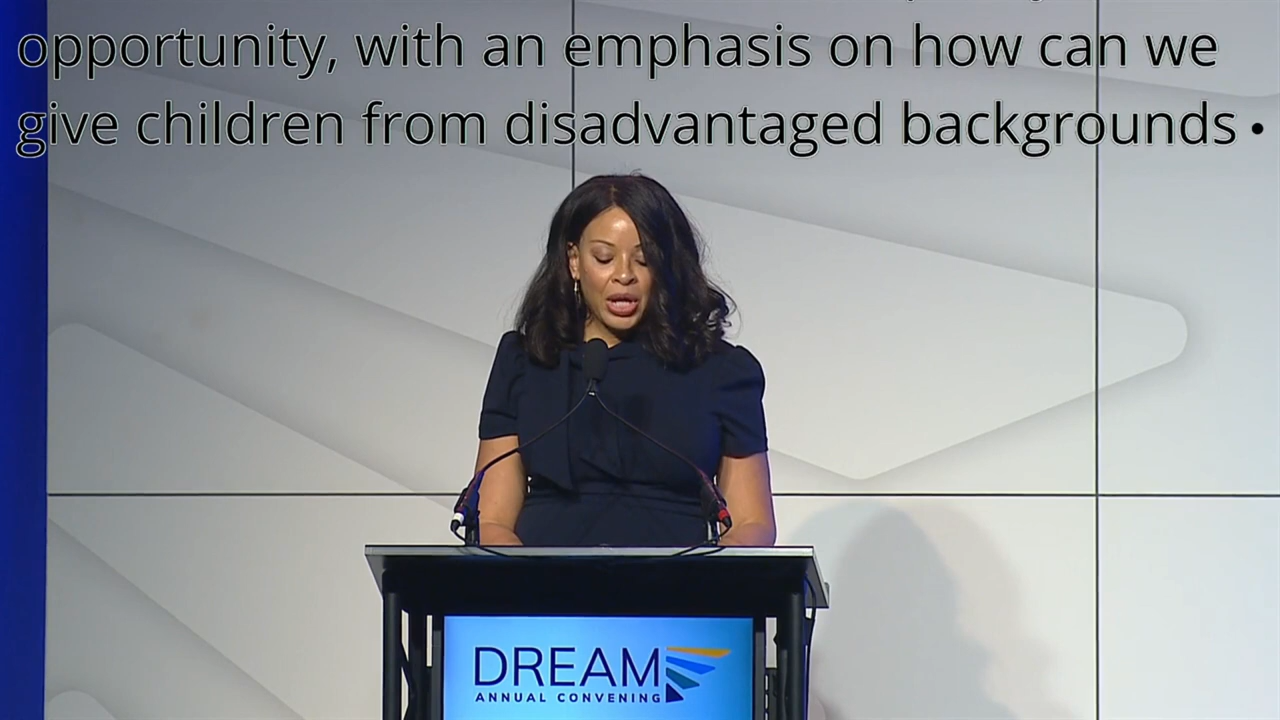 opportunity, with an emphasis on how can we
give children from disadvantaged backgrounds •
DREAM
ANNUAL CONVENING